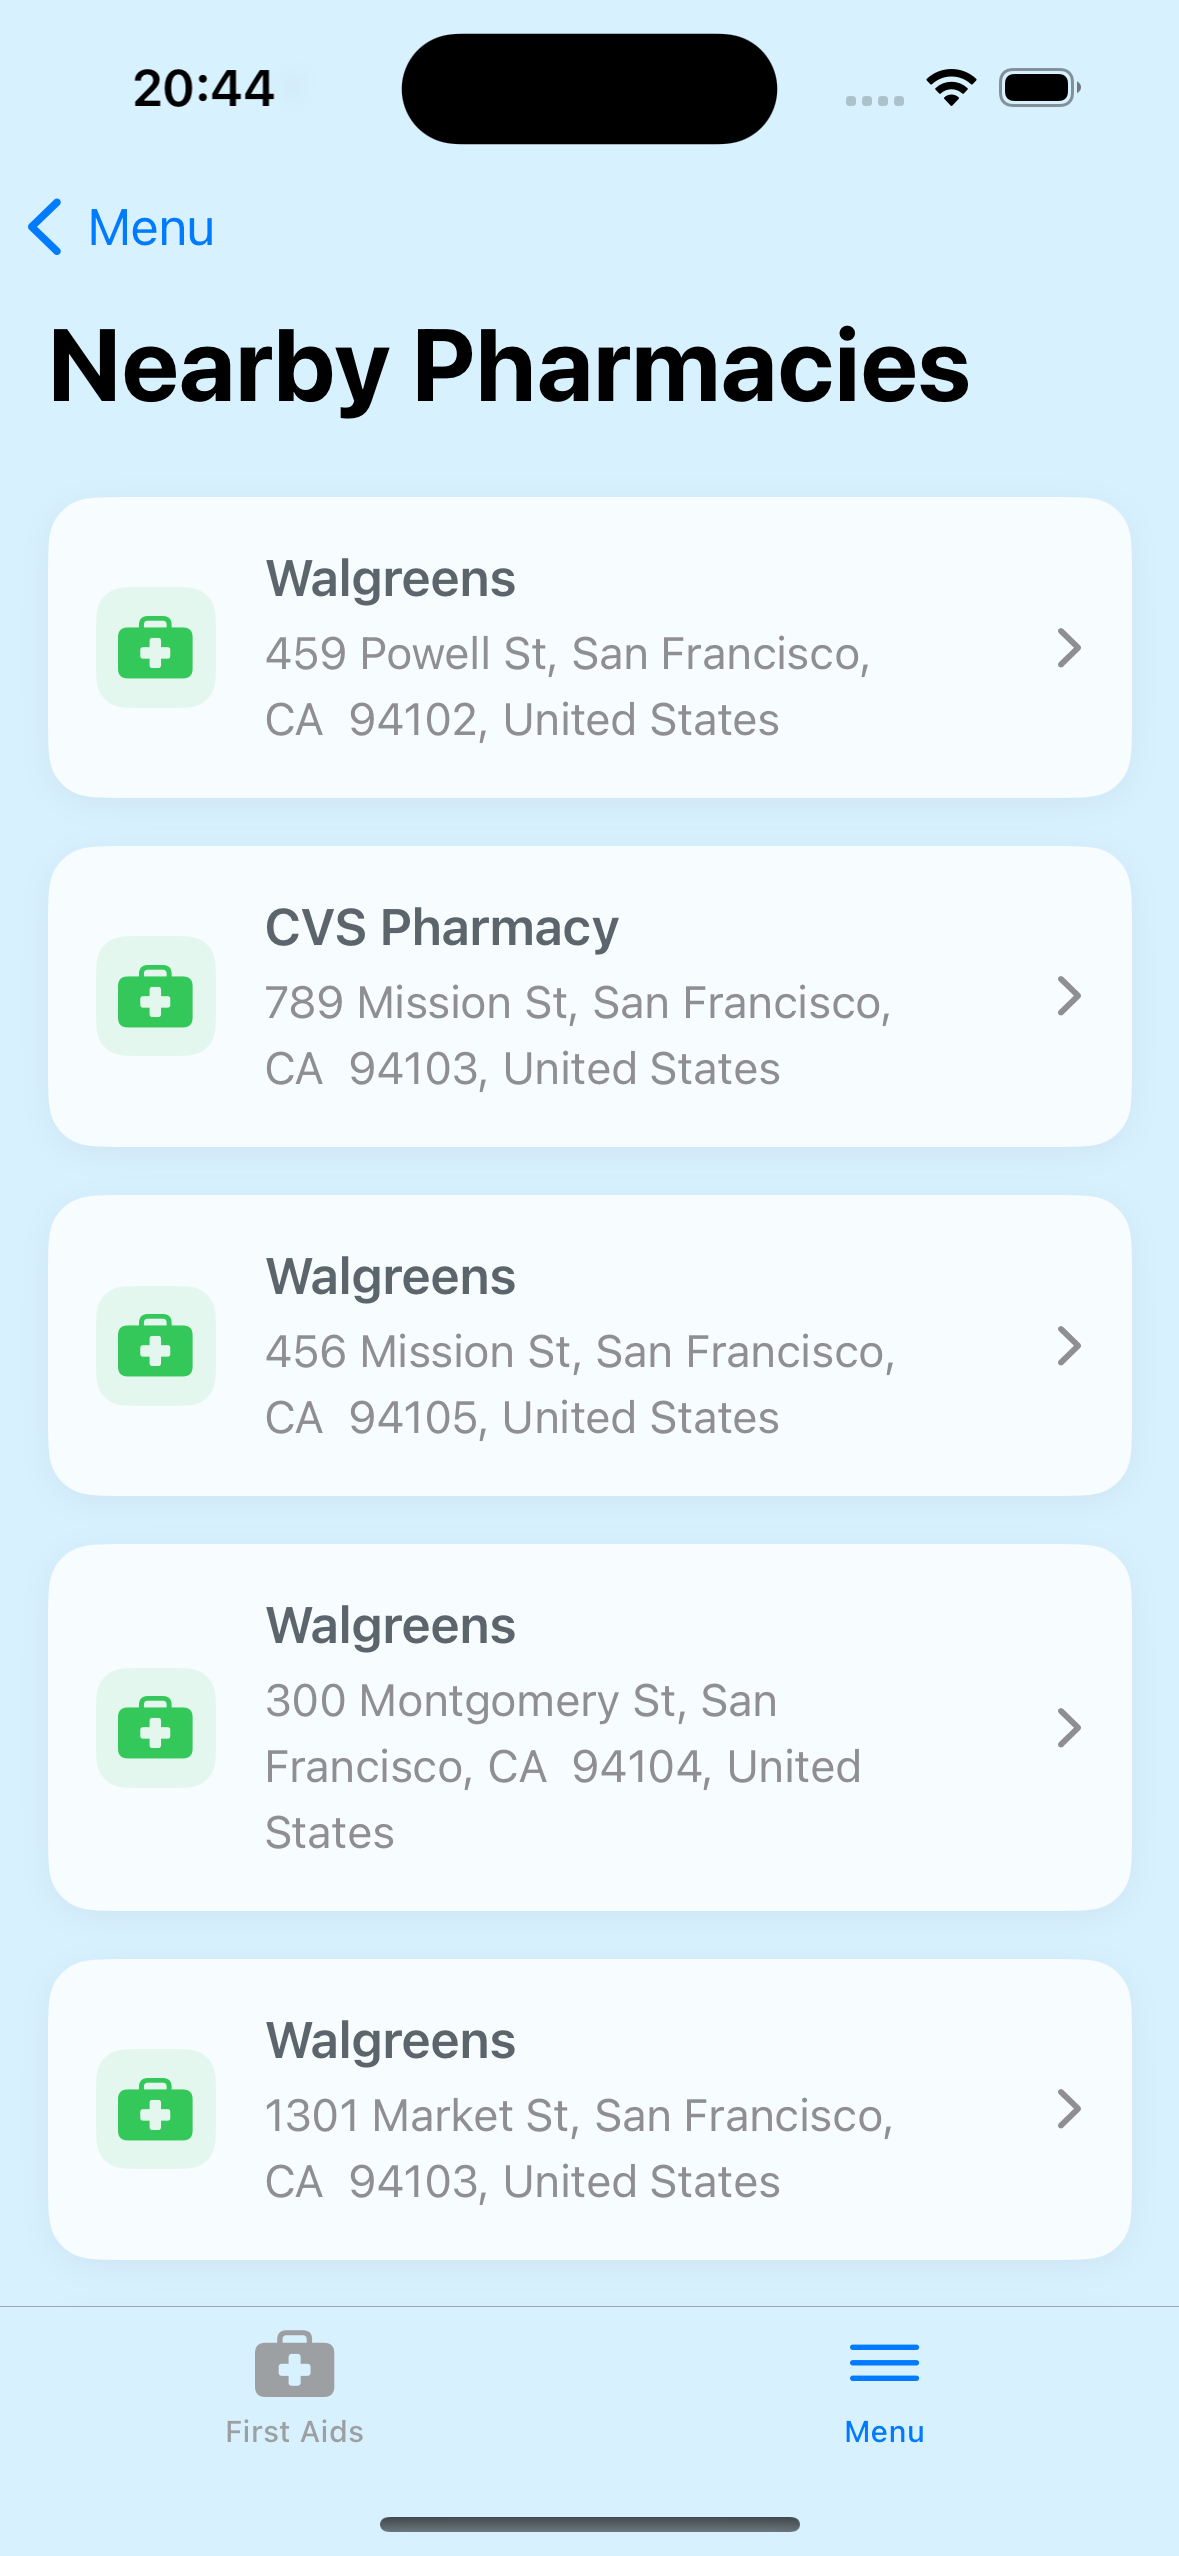 20:44
Menu
Nearby Pharmacies
Walgreens
459 Powell St, San Francisco,
CA  94102, United States
CVS Pharmacy
789 Mission St, San Francisco,
CA  94103, United States
Walgreens
456 Mission St, San Francisco,
CA  94105, United States
Walgreens
300 Montgomery St, San
Francisco, CA  94104, United
States
Walgreens
1301 Market St, San Francisco,
CA  94103, United States
First Aids
Menu